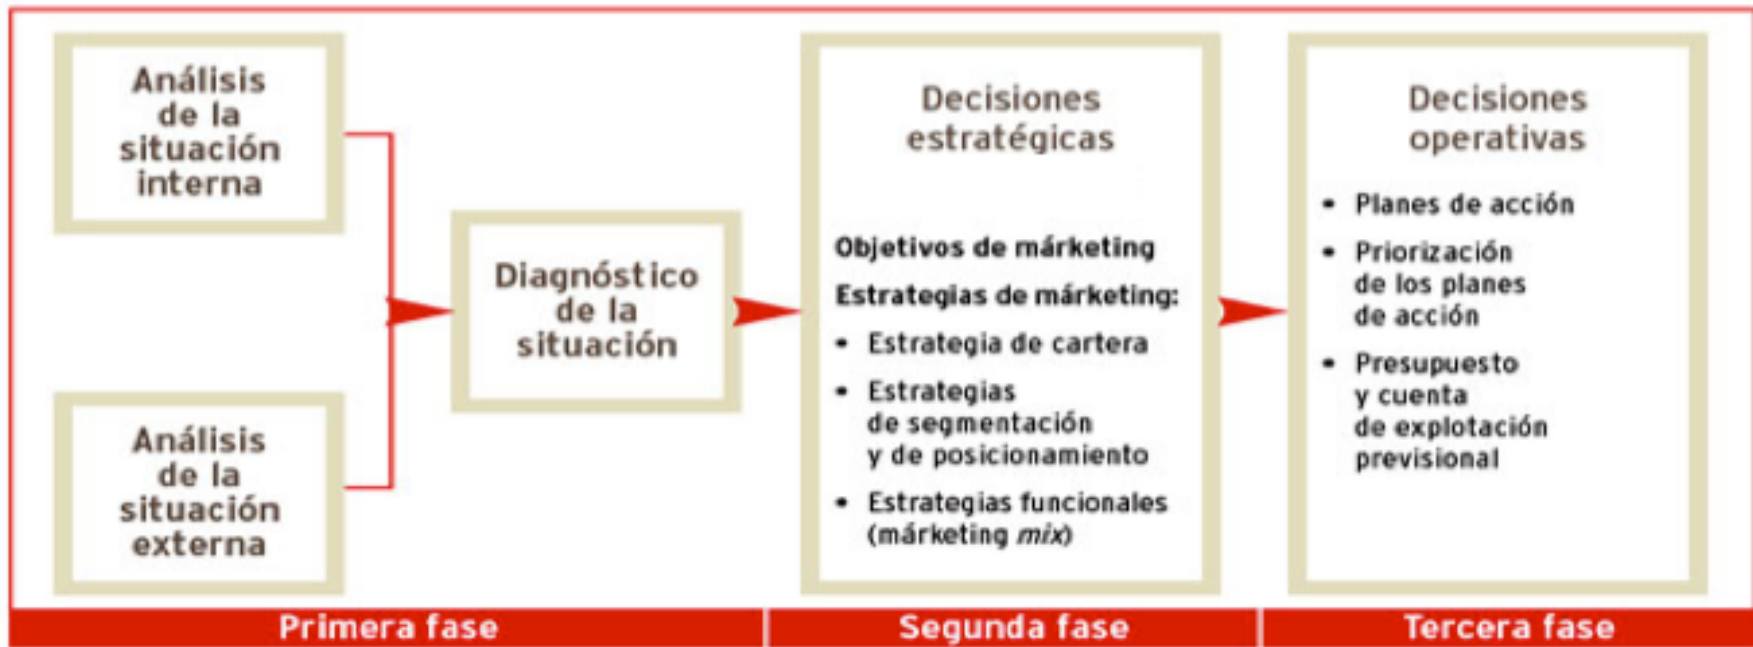 Análisis
de la
situación
interna
Análisis
de la
situación
externa
Diagnóstico
de la
situación
Decisiones
estratégicas
Objetivos de márketing
Estrategias de márketing:
• Estrategia de cartera
• Estrategias
de segmentación
y de posicionamiento
• Estrategias funcionales
(márketing mix)
Decisiones
operativas
• Planes de acción
• Priorización
de los planes
de acción
• Presupuesto
y cuenta
de explotación
previsional
Primera fase
Segunda fase
Tercera fase